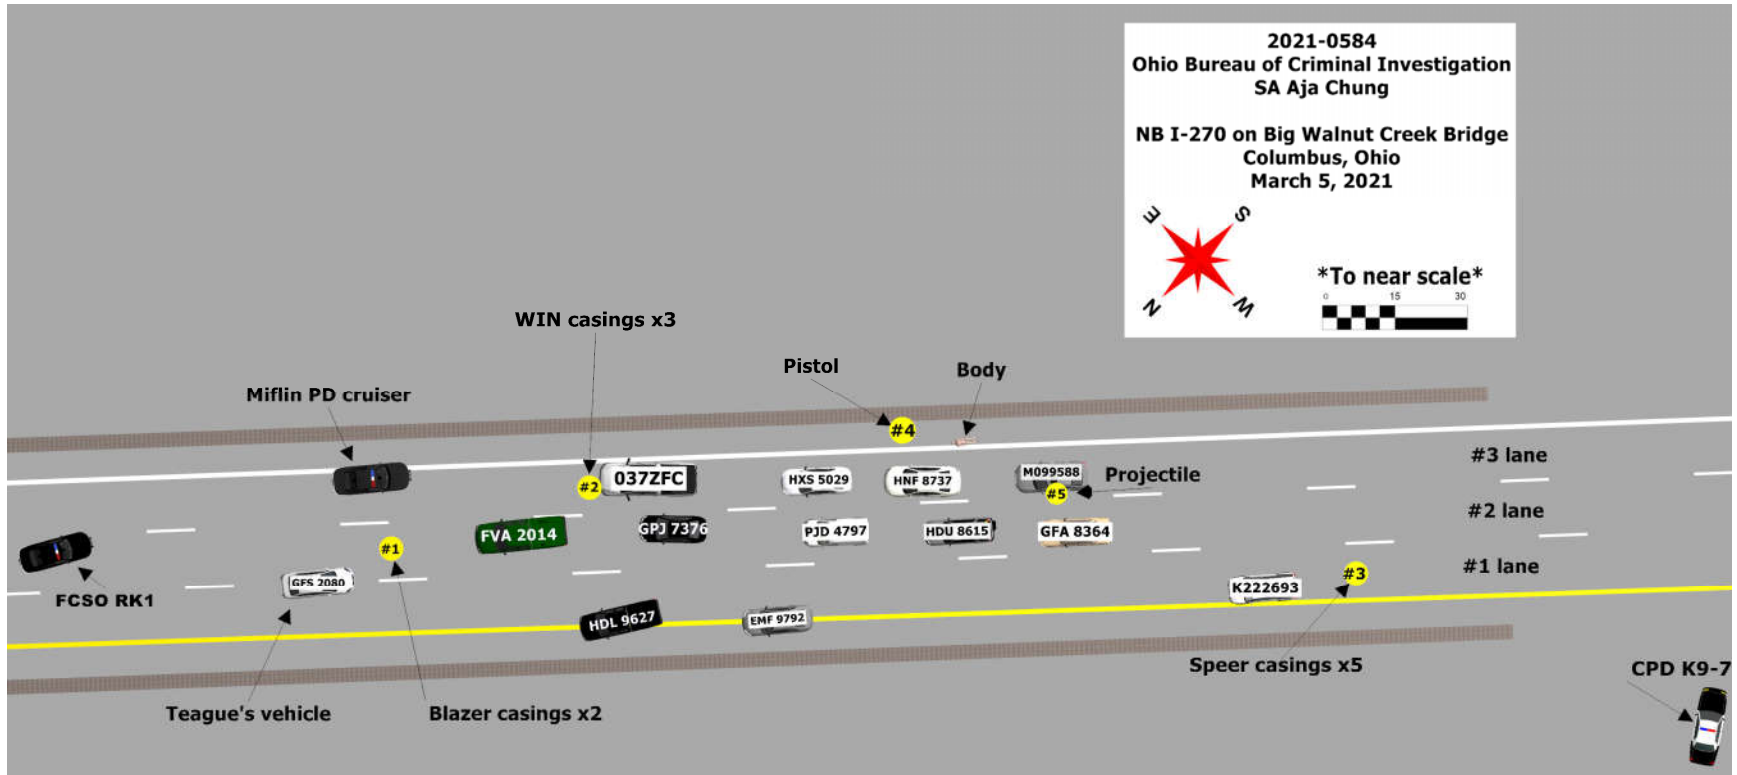 2021-0584
Ohio Bureau of Criminal Investigation
SA Aja Chung
NB I-270 on Big Walnut Creek Bridge
Columbus, Ohio
March 5, 2021
E
S
N
W
*To near scale*
0 15 30
WIN casings x3
Pistol
Body
Miflin PD cruiser
#4
#3 lane
#2
037ZFC
HXS 5029
HNF 8737
M099588
Projectile
#5
#2 lane
FVA 2014
GPJ 7376
PJD 4797
HDU 8615
GFA 8364
#1
#1 lane
#3
GFS 2080
K222693
FCSO RK1
HDL 9627
EMF 9792
Speer casings x5
CPD K9-7
Teague's vehicle
Blazer casings x2